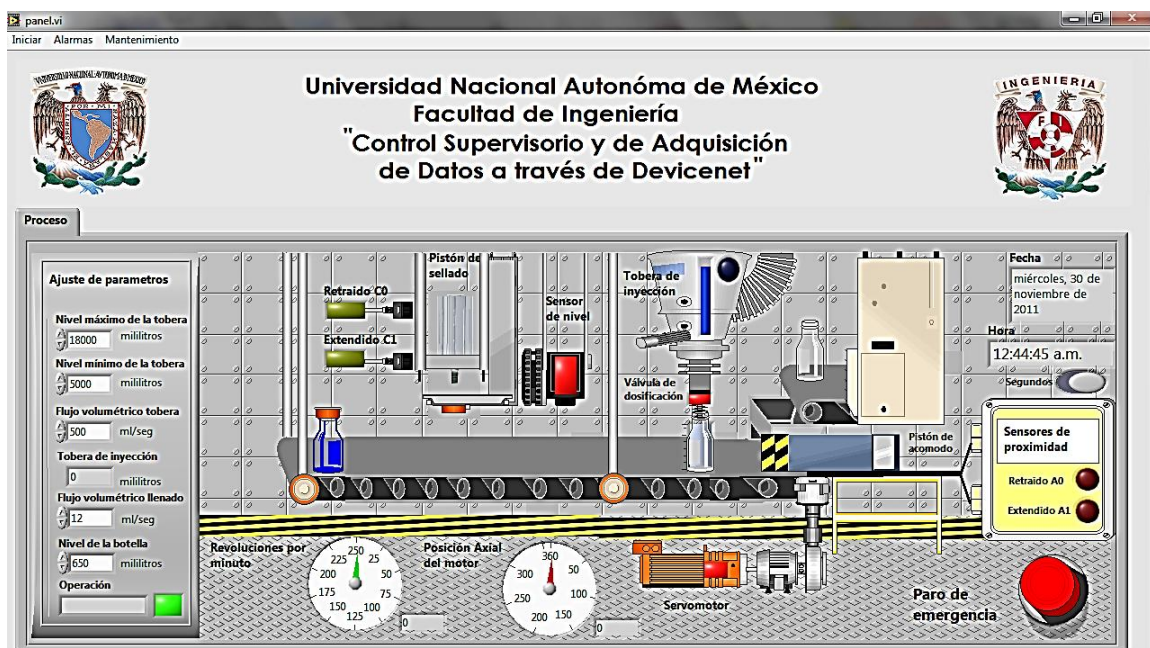 panel.vi
Iniciar Alarmas Mantenimiento
Universidad Nacional Autonóma de México
Facultad de Ingeniería
"Control Supervisorio y de Adquisición
de Datos a través de Devicenet"
INGENIERIA
Proceso
Ajuste de parametros
Nivel máximo de la tobera
18000 mililitros
Nivel mínimo de la tobera
5000 mililitros
Flujo volumétrico tobera
500 ml/seg
Tobera de inyección
0 mililitros
Flujo volumétrico llenado
12 ml/seg
Nivel de la botella
650 mililitros
Operación
Pistón de
sellado
Retraido C0
Extendido C1
Sensor
de nivel
Tobera de
inyección
Válvula de
dosificación
Pistón de
acomodo
Fecha
miércoles, 30 de
noviembre de
2011
Hora
12:44:45 a.m.
Segundos
Sensores de
proximidad
Retraido A0
Extendido A1
Revoluciones por
minuto
250
225 25
200 50
175 75
150 100
125
0
Posición Axial
del motor
360
300 50
250 100
200 150
0
Servomotor
Paro de
emergencia